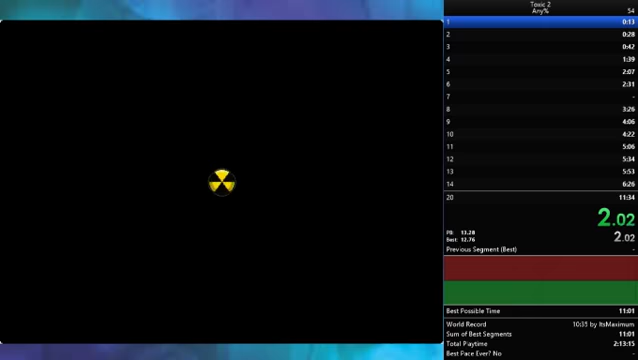 Toxic 2
Any% 54
1 0:13
2 0:28
3 0:42
4 1:39
5 2:07
6 2:31
7 -
8 3:26
9 4:06
10 4:22
11 5:06
12 5:34
13 5:53
14 6:26
20 11:34
2.02
PB: 13.28
Best: 12.76
2.02
Previous Segment (Best) -
Best Possible Time 11:01
World Record 10:35 by ItsMaximum
Sum of Best Segments 11:01
Total Playtime 2:13:15
Best Pace Ever? No -